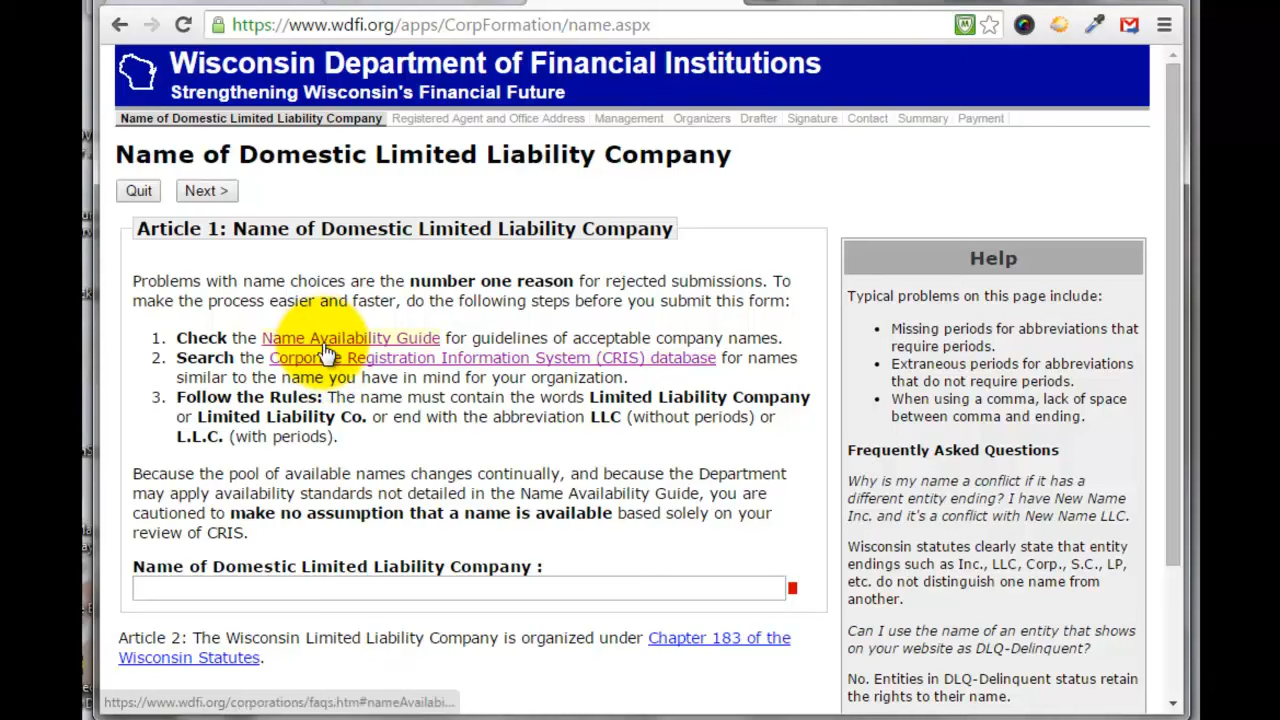 https://www.wdfi.org/apps/CorpFormation/name.aspx
Wisconsin Department of Financial Institutions
Strengthening Wisconsin's Financial Future
Name of Domestic Limited Liability Company Registered Agent and Office Address Management Organizers Drafter Signature Contact Summary Payment
Name of Domestic Limited Liability Company
Quit Next >
Article 1: Name of Domestic Limited Liability Company
Problems with name choices are the number one reason for rejected submissions. To
make the process easier and faster, do the following steps before you submit this form:
1. Check the Name Availability Guide for guidelines of acceptable company names.
2. Search the Corporate Registration Information System (CRIS) database for names
similar to the name you have in mind for your organization.
3. Follow the Rules: The name must contain the words Limited Liability Company
or Limited Liability Co. or end with the abbreviation LLC (without periods) or
L.L.C. (with periods).
Because the pool of available names changes continually, and because the Department
may apply availability standards not detailed in the Name Availability Guide, you are
cautioned to make no assumption that a name is available based solely on your
review of CRIS.
Name of Domestic Limited Liability Company :
Article 2: The Wisconsin Limited Liability Company is organized under Chapter 183 of the
Wisconsin Statutes.
https://www.wdfi.org/corporations/faqs.htm#nameAvailabi...
Help
Typical problems on this page include:
• Missing periods for abbreviations that
require periods.
• Extraneous periods for abbreviations
that do not require periods.
• When using a comma, lack of space
between comma and ending.
Frequently Asked Questions
Why is my name a conflict if it has a
different entity ending? I have New Name
Inc. and it's a conflict with New Name LLC.
Wisconsin statutes clearly state that entity
endings such as Inc., LLC, Corp., S.C., LP,
etc. do not distinguish one name from
another.
Can I use the name of an entity that shows
on your website as DLQ-Delinquent?
No. Entities in DLQ-Delinquent status retain
the rights to their name.